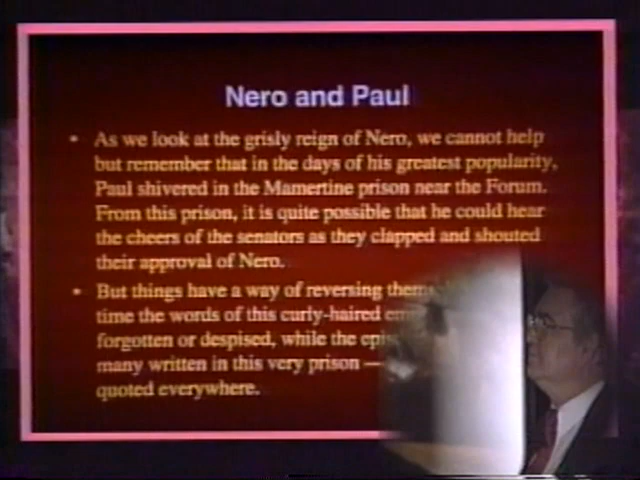 Nero and Paul
• As we look at the grisly reign of Nero, we cannot help
but remember that in the days of his greatest popularity,
Paul shivered in the Mamertine prison near the Forum.
From this prison, it is quite possible that he could hear
the cheers of the senators as they clapped and shouted
their approval of Nero.
• But things have a way of reversing
time the words of this curly-haired
forgotten or despised, while the
many written in this very prison —
quoted everywhere.